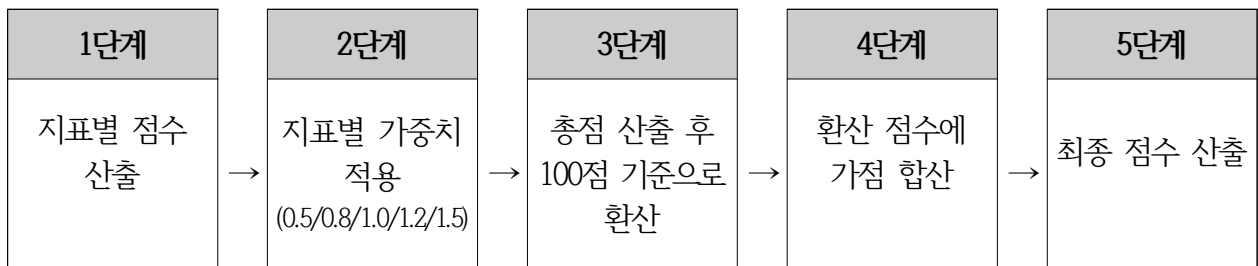 1단계
지표별 점수
산출
→
2단계
지표별 가중치
적용
(0.5/0.8/1.0/1.2/1.5)
→
3단계
총점 산출 후
100점 기준으로
환산
→
4단계
환산 점수에
가점 합산
→
5단계
최종 점수 산출